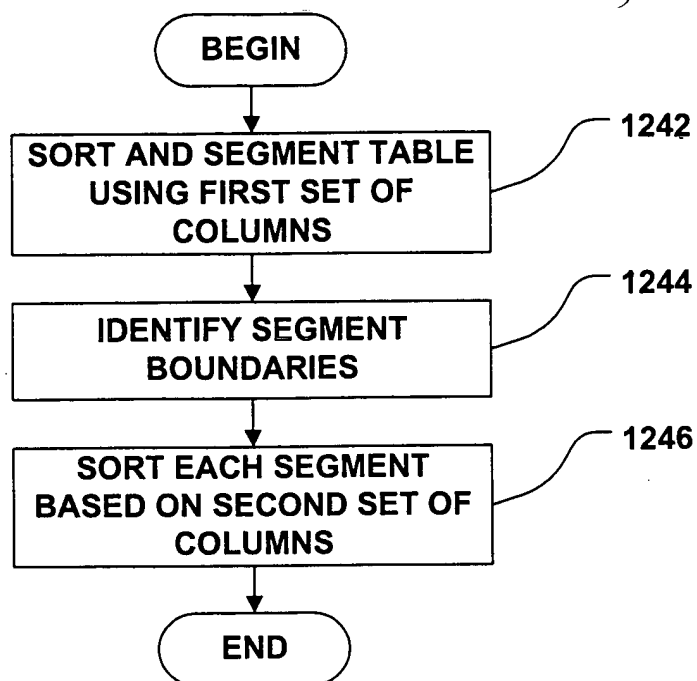 BEGIN
SORT AND SEGMENT TABLE
USING FIRST SET OF
COLUMNS
1242
IDENTIFY SEGMENT
BOUNDARIES
1244
SORT EACH SEGMENT
BASED ON SECOND SET OF
COLUMNS
1246
END